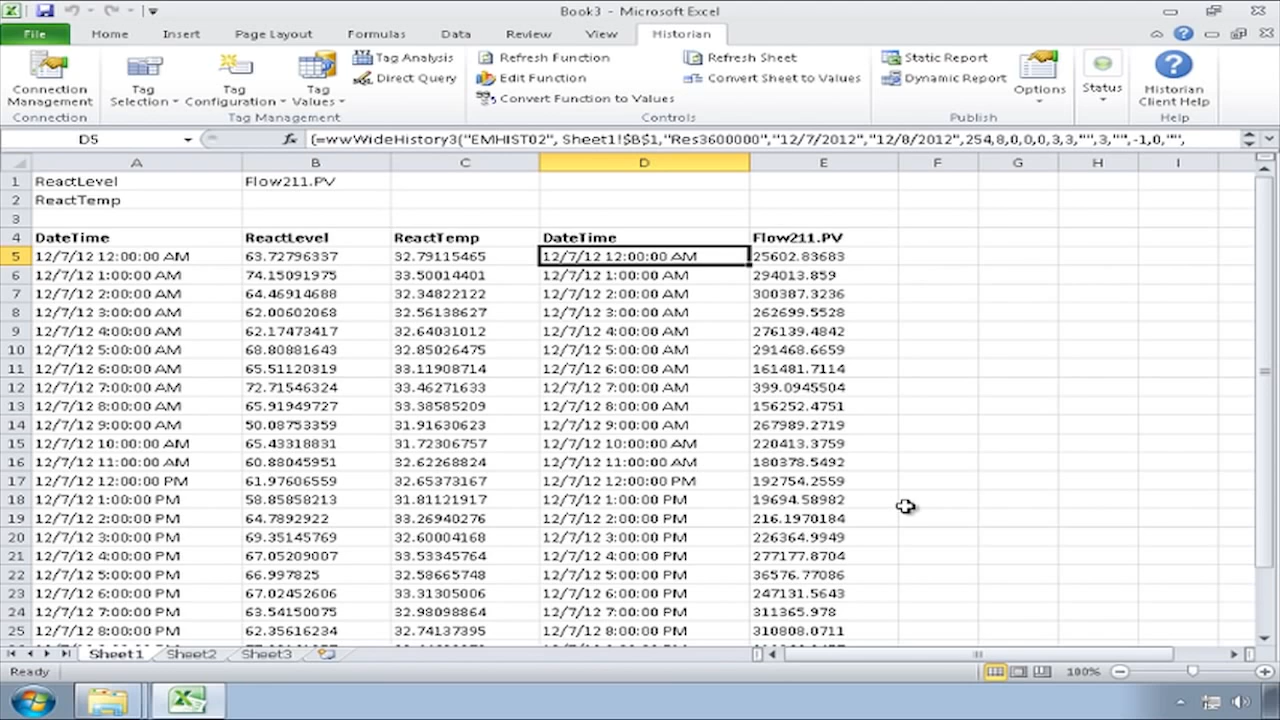 Book3 - Microsoft Excel
File Home Insert Page Layout Formulas Data Review View Historian
Connection Management
Tag Selection
Tag Configuration
Tag Values
Tag Analysis
Direct Query
Refresh Function
Edit Function
Convert Function to Values
Refresh Sheet
Convert Sheet to Values
Static Report
Dynamic Report
Options
Status
Historian Client Help
Connection Tag Management Controls Publish Help
D5 fx {=wwWideHistory3("EMHIST02", Sheet1!$B$1,"Res3600000","12/7/2012","12/8/2012",254,8,0,0,0,3,3,"",3,"",-1,0,"",
A B C D E F G H I
1 ReactLevel Flow211.PV
2 ReactTemp
3
4 DateTime ReactLevel ReactTemp DateTime Flow211.PV
5 12/7/12 12:00:00 AM 63.72796337 32.79115465 12/7/12 12:00:00 AM 25602.83683
6 12/7/12 1:00:00 AM 74.15091975 33.50014401 12/7/12 1:00:00 AM 294013.859
7 12/7/12 2:00:00 AM 64.46914688 32.34822122 12/7/12 2:00:00 AM 300387.3236
8 12/7/12 3:00:00 AM 62.00602068 32.56138627 12/7/12 3:00:00 AM 262699.5528
9 12/7/12 4:00:00 AM 62.17473417 32.64031012 12/7/12 4:00:00 AM 276139.4842
10 12/7/12 5:00:00 AM 68.80881643 32.85026475 12/7/12 5:00:00 AM 291468.6659
11 12/7/12 6:00:00 AM 65.51120319 33.11908714 12/7/12 6:00:00 AM 161481.7114
12 12/7/12 7:00:00 AM 72.71546324 33.46271633 12/7/12 7:00:00 AM 399.0945504
13 12/7/12 8:00:00 AM 65.91949727 33.38585209 12/7/12 8:00:00 AM 156252.4751
14 12/7/12 9:00:00 AM 50.08753359 31.91630623 12/7/12 9:00:00 AM 267989.2719
15 12/7/12 10:00:00 AM 65.43318831 31.72306757 12/7/12 10:00:00 AM 220413.3759
16 12/7/12 11:00:00 AM 60.88045951 32.62268824 12/7/12 11:00:00 AM 180378.5492
17 12/7/12 12:00:00 PM 61.97606559 32.65373167 12/7/12 12:00:00 PM 192754.2559
18 12/7/12 1:00:00 PM 58.85858213 31.81121917 12/7/12 1:00:00 PM 19694.58982
19 12/7/12 2:00:00 PM 64.7892922 33.26940276 12/7/12 2:00:00 PM 216.1970184
20 12/7/12 3:00:00 PM 69.35145769 32.60004168 12/7/12 3:00:00 PM 226364.9949
21 12/7/12 4:00:00 PM 67.05209007 33.53345764 12/7/12 4:00:00 PM 277177.8704
22 12/7/12 5:00:00 PM 66.997825 32.58665748 12/7/12 5:00:00 PM 36576.77086
23 12/7/12 6:00:00 PM 67.02452606 33.31305006 12/7/12 6:00:00 PM 247131.5643
24 12/7/12 7:00:00 PM 63.54150075 32.98098864 12/7/12 7:00:00 PM 311365.978
25 12/7/12 8:00:00 PM 62.35616234 32.74137395 12/7/12 8:00:00 PM 310808.0711
Sheet1 Sheet2 Sheet3
Ready 100%